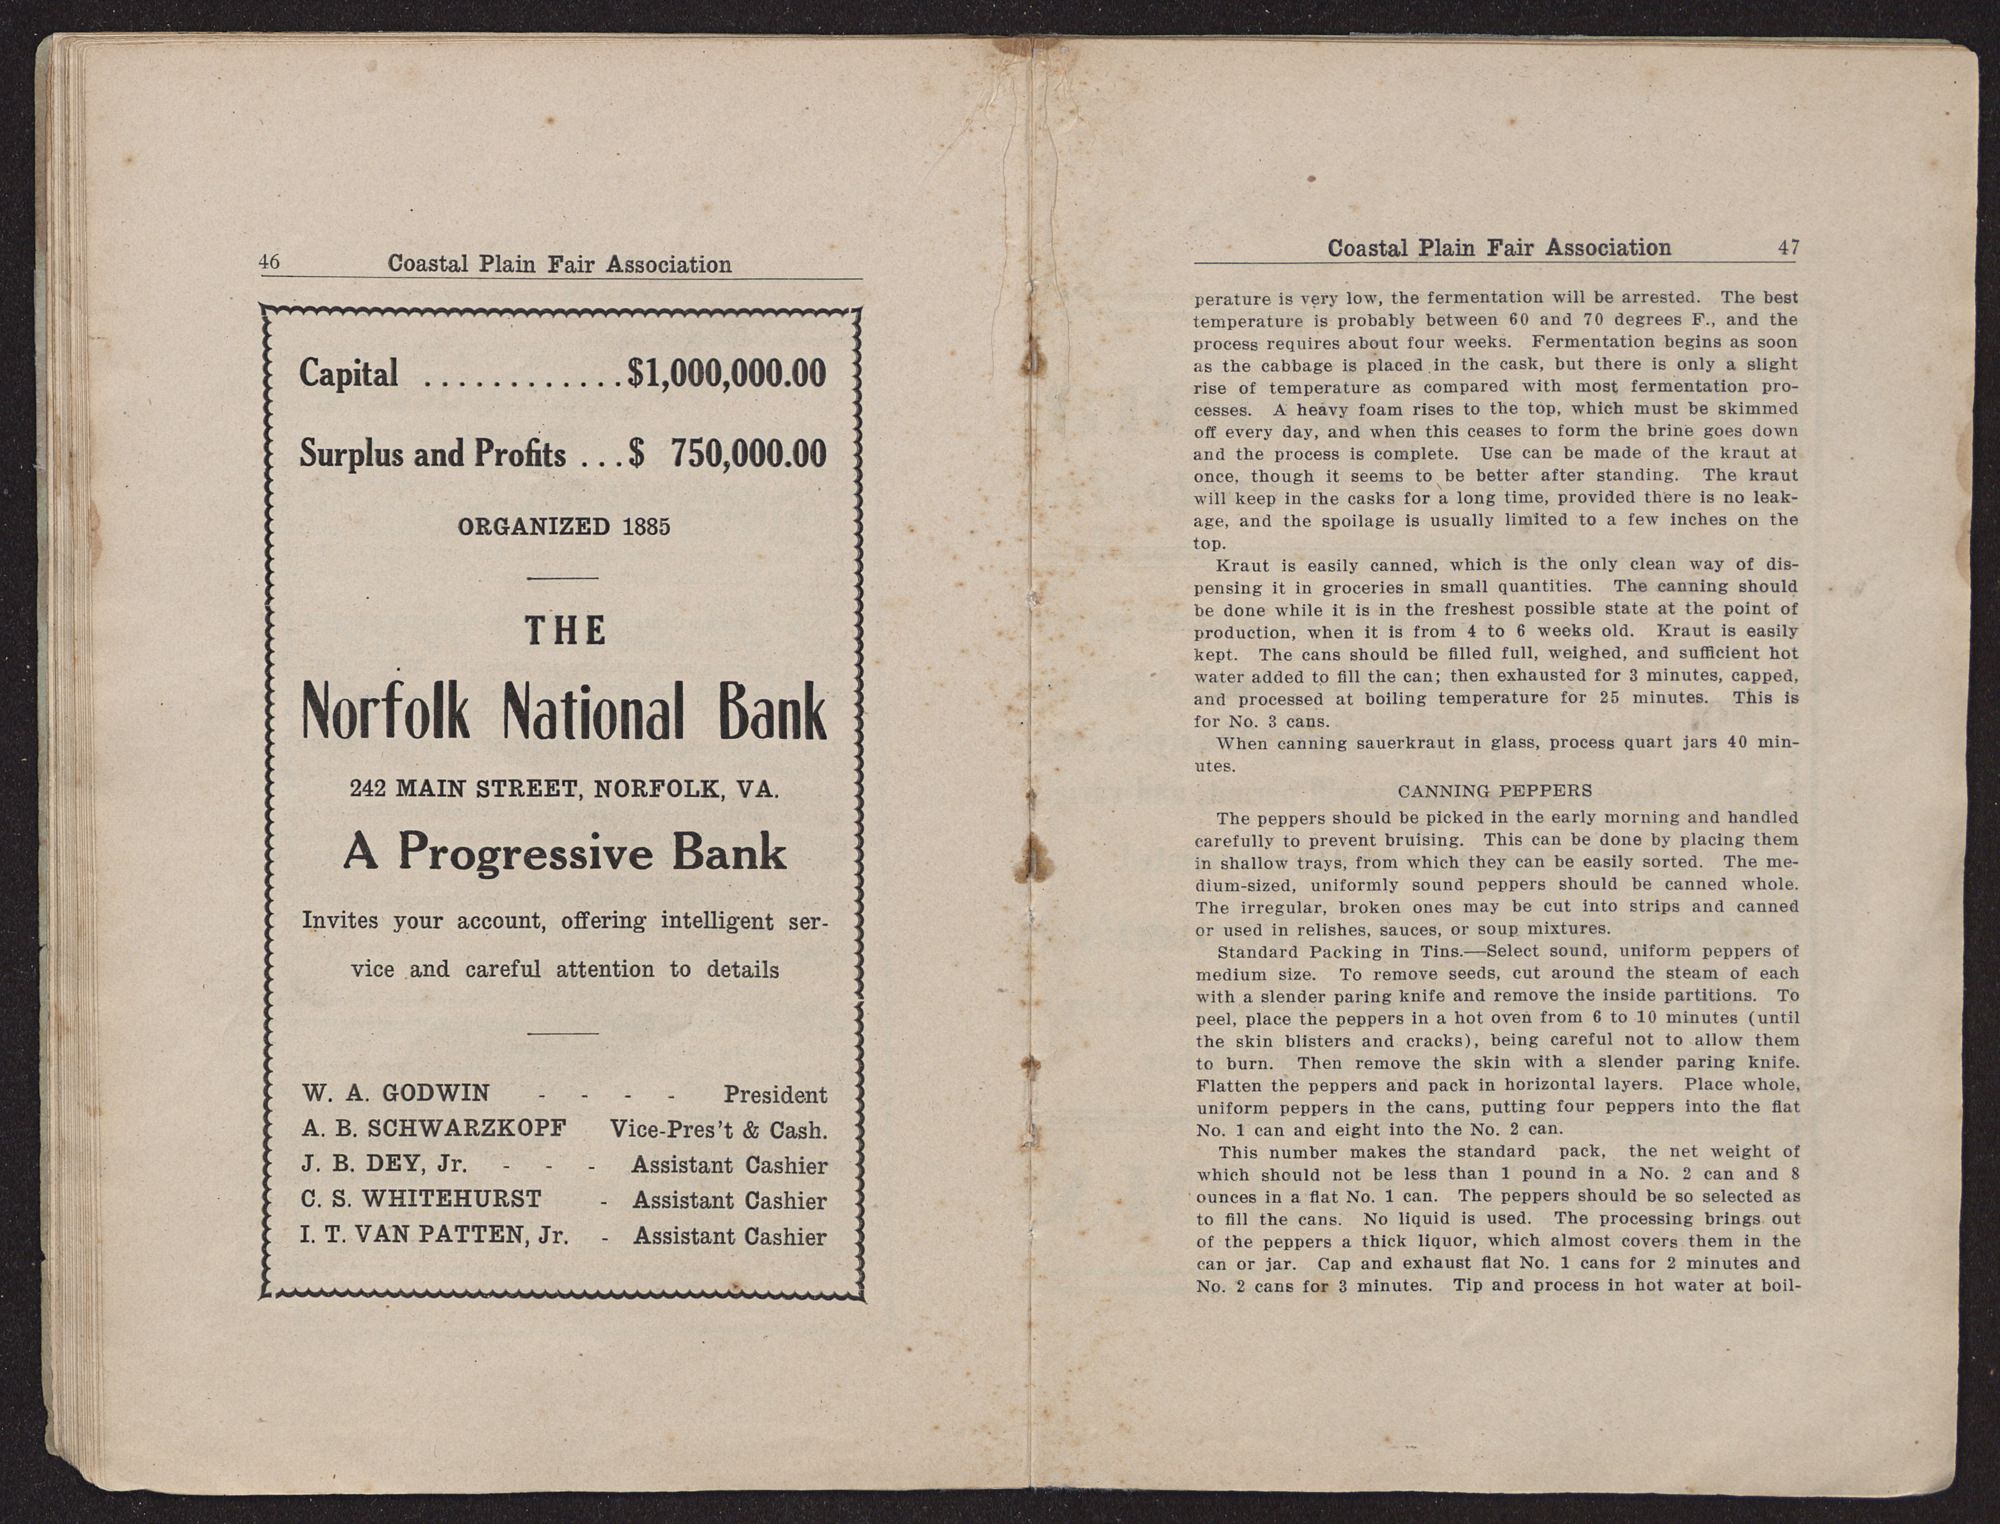 46 Coastal Plain Fair Association
Capital ............$1,000,000.00
Surplus and Profits ...$ 750,000.00
ORGANIZED 1885
THE
Norfolk National Bank
242 MAIN STREET, NORFOLK, VA.
A Progressive Bank
Invites your account, offering intelligent ser-
vice and careful attention to details
W. A. GODWIN - - - - President
A. B. SCHWARZKOPF Vice-Pres't & Cash.
J. B. DEY, Jr. - - - Assistant Cashier
C. S. WHITEHURST - Assistant Cashier
I. T. VAN PATTEN, Jr. - Assistant Cashier
Coastal Plain Fair Association 47
perature is very low, the fermentation will be arrested. The best
temperature is probably between 60 and 70 degrees F., and the
process requires about four weeks. Fermentation begins as soon
as the cabbage is placed in the cask, but there is only a slight
rise of temperature as compared with most fermentation pro-
cesses. A heavy foam rises to the top, which must be skimmed
off every day, and when this ceases to form the brine goes down
and the process is complete. Use can be made of the kraut at
once, though it seems to be better after standing. The kraut
will keep in the casks for a long time, provided there is no leak-
age, and the spoilage is usually limited to a few inches on the
top.
Kraut is easily canned, which is the only clean way of dis-
pensing it in groceries in small quantities. The canning should
be done while it is in the freshest possible state at the point of
production, when it is from 4 to 6 weeks old. Kraut is easily
kept. The cans should be filled full, weighed, and sufficient hot
water added to fill the can; then exhausted for 3 minutes, capped,
and processed at boiling temperature for 25 minutes. This is
for No. 3 cans.
When canning sauerkraut in glass, process quart jars 40 min-
utes.
CANNING PEPPERS
The peppers should be picked in the early morning and handled
carefully to prevent bruising. This can be done by placing them
in shallow trays, from which they can be easily sorted. The me-
dium-sized, uniformly sound peppers should be canned whole.
The irregular, broken ones may be cut into strips and canned
or used in relishes, sauces, or soup mixtures.
Standard Packing in Tins.—Select sound, uniform peppers of
medium size. To remove seeds, cut around the steam of each
with a slender paring knife and remove the inside partitions. To
peel, place the peppers in a hot oven from 6 to 10 minutes (until
the skin blisters and cracks), being careful not to allow them
to burn. Then remove the skin with a slender paring knife.
Flatten the peppers and pack in horizontal layers. Place whole,
uniform peppers in the cans, putting four peppers into the flat
No. 1 can and eight into the No. 2 can.
This number makes the standard pack, the net weight of
which should not be less than 1 pound in a No. 2 can and 8
ounces in a flat No. 1 can. The peppers should be so selected as
to fill the cans. No liquid is used. The processing brings out
of the peppers a thick liquor, which almost covers them in the
can or jar. Cap and exhaust flat No. 1 cans for 2 minutes and
No. 2 cans for 3 minutes. Tip and process in hot water at boil-